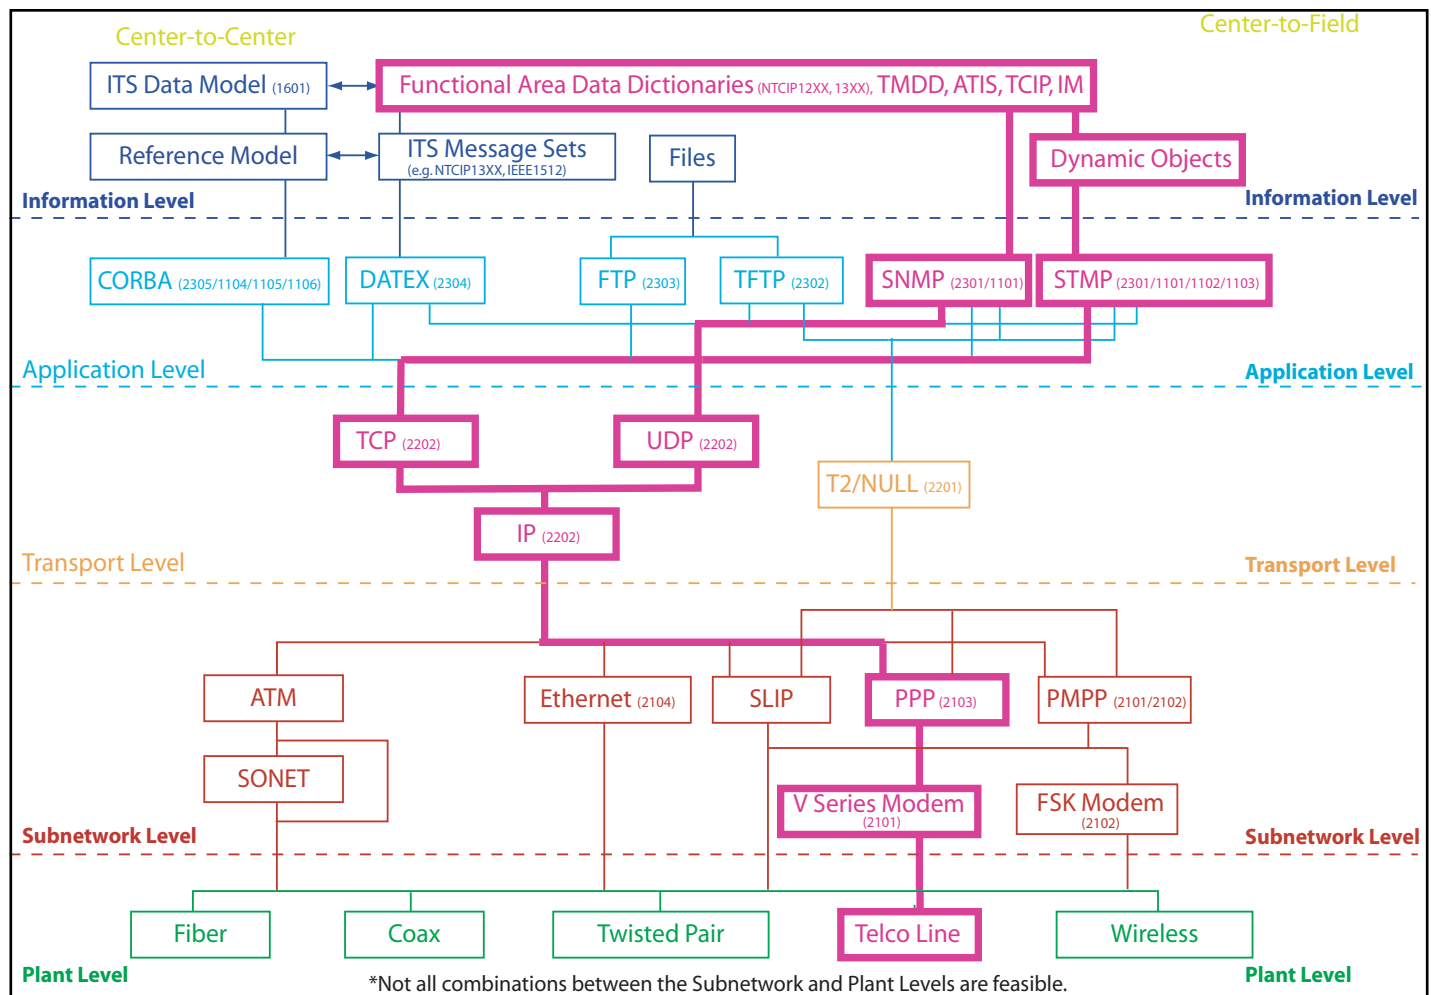 Center-to-Center
Center-to-Field
ITS Data Model (1601)
Functional Area Data Dictionaries (NTCIP12XX, 13XX), TMDD, ATIS, TCIP, IM
Reference Model
ITS Message Sets
(e.g. NTCIP13XX, IEEE1512)
Files
Dynamic Objects
Information Level
Information Level
CORBA (2305/1104/1105/1106)
DATEX (2304)
FTP (2303)
TFTP (2302)
SNMP (2301/1101)
STMP (2301/1101/1102/1103)
Application Level
Application Level
TCP (2202)
UDP (2202)
T2/NULL (2201)
IP (2202)
Transport Level
Transport Level
ATM
Ethernet (2104)
SLIP
PPP (2103)
PMPP (2101/2102)
SONET
V Series Modem
(2101)
FSK Modem
(2102)
Subnetwork Level
Subnetwork Level
Fiber
Coax
Twisted Pair
Telco Line
Wireless
Plant Level
Plant Level
*Not all combinations between the Subnetwork and Plant Levels are feasible.